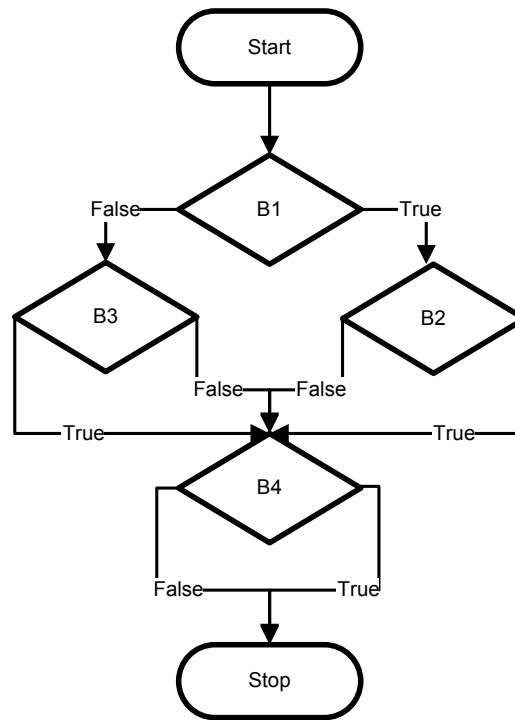 Start
B1
False
True
B3
B2
False
False
True
True
B4
False
True
Stop